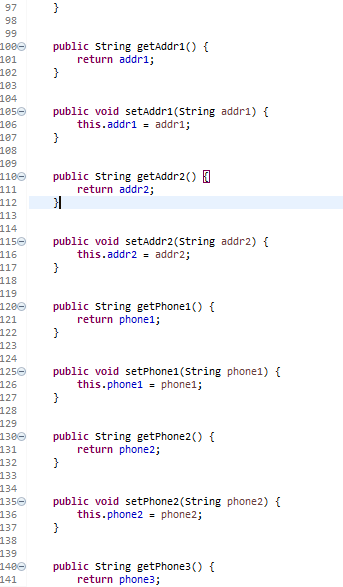 97 }
98
99
100 public String getAddr1() {
101 return addr1;
102 }
103
104
105 public void setAddr1(String addr1) {
106 this.addr1 = addr1;
107 }
108
109
110 public String getAddr2() {
111 return addr2;
112 }
113
114
115 public void setAddr2(String addr2) {
116 this.addr2 = addr2;
117 }
118
119
120 public String getPhone1() {
121 return phone1;
122 }
123
124
125 public void setPhone1(String phone1) {
126 this.phone1 = phone1;
127 }
128
129
130 public String getPhone2() {
131 return phone2;
132 }
133
134
135 public void setPhone2(String phone2) {
136 this.phone2 = phone2;
137 }
138
139
140 public String getPhone3() {
141 return phone3;